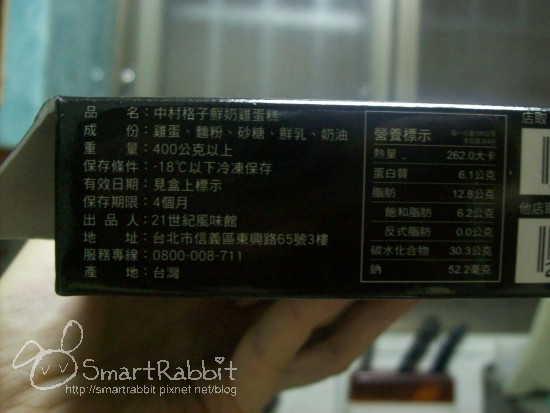 品　　名：中村格子鮮奶雞蛋糕
成　　份：雞蛋、麵粉、砂糖、鮮乳、奶油
重　　量：400公克以上
保存條件：-18℃以下冷凍保存
有效日期：見盒上標示
保存期限：4個月
出 品 人：21世紀風味館
地　　址：台北市信義區東興路65號3樓
服務專線：0800-008-711
產　　地：台灣
營養標示
熱量 262.0大卡
蛋白質 6.1公克
脂肪 12.8公克
飽和脂肪 6.2公克
反式脂肪 0.0公克
碳水化合物 30.3公克
鈉 52.2毫克
店取
他店取
SmartRabbit
http://smartrabbit.pixnet.net/blog